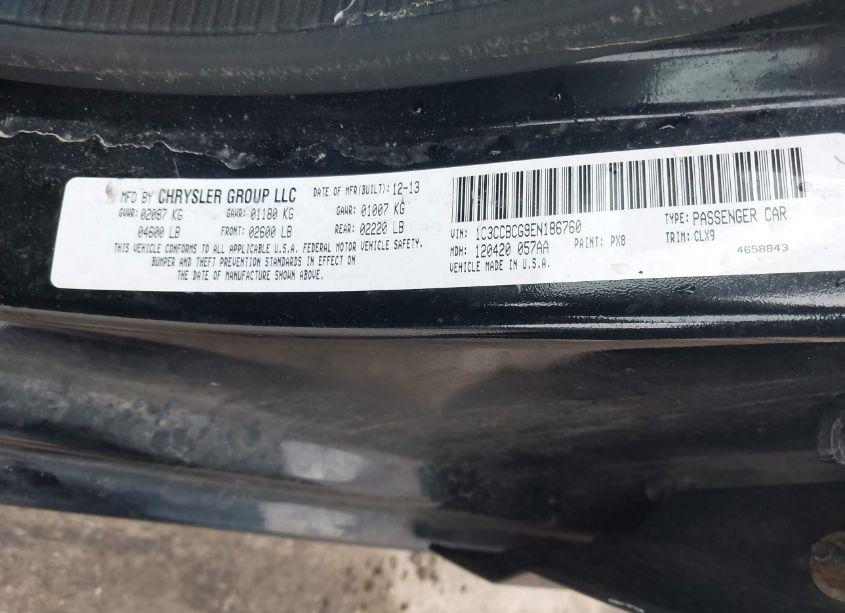 MFD BY CHRYSLER GROUP LLC DATE OF MFR(BUILT): 12-13
GVWR: 02087 KG GAWR: 01180 KG GAWR: 01007 KG
04600 LB FRONT: 02600 LB REAR: 02220 LB
THIS VEHICLE CONFORMS TO ALL APPLICABLE U.S.A. FEDERAL MOTOR VEHICLE SAFETY,
BUMPER AND THEFT PREVENTION STANDARDS IN EFFECT ON
THE DATE OF MANUFACTURE SHOWN ABOVE.
VIN: 1C3CCBCG9EN186760 TYPE: PASSENGER CAR
MDH: 120420 057AA PAINT: PX8 TRIM: CLX9
VEHICLE MADE IN U.S.A. 4658843